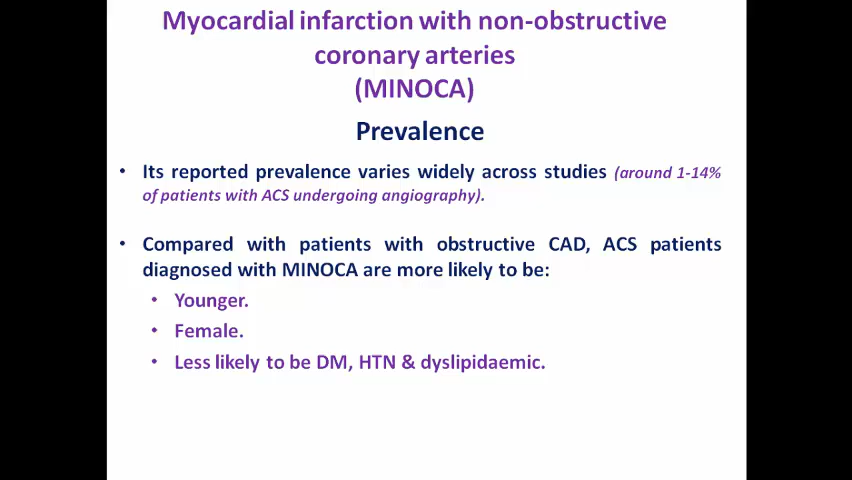 Myocardial infarction with non-obstructive
coronary arteries
(MINOCA)
Prevalence
• Its reported prevalence varies widely across studies (around 1-14%
of patients with ACS undergoing angiography).
• Compared with patients with obstructive CAD, ACS patients
diagnosed with MINOCA are more likely to be:
• Younger.
• Female.
• Less likely to be DM, HTN & dyslipidaemic.